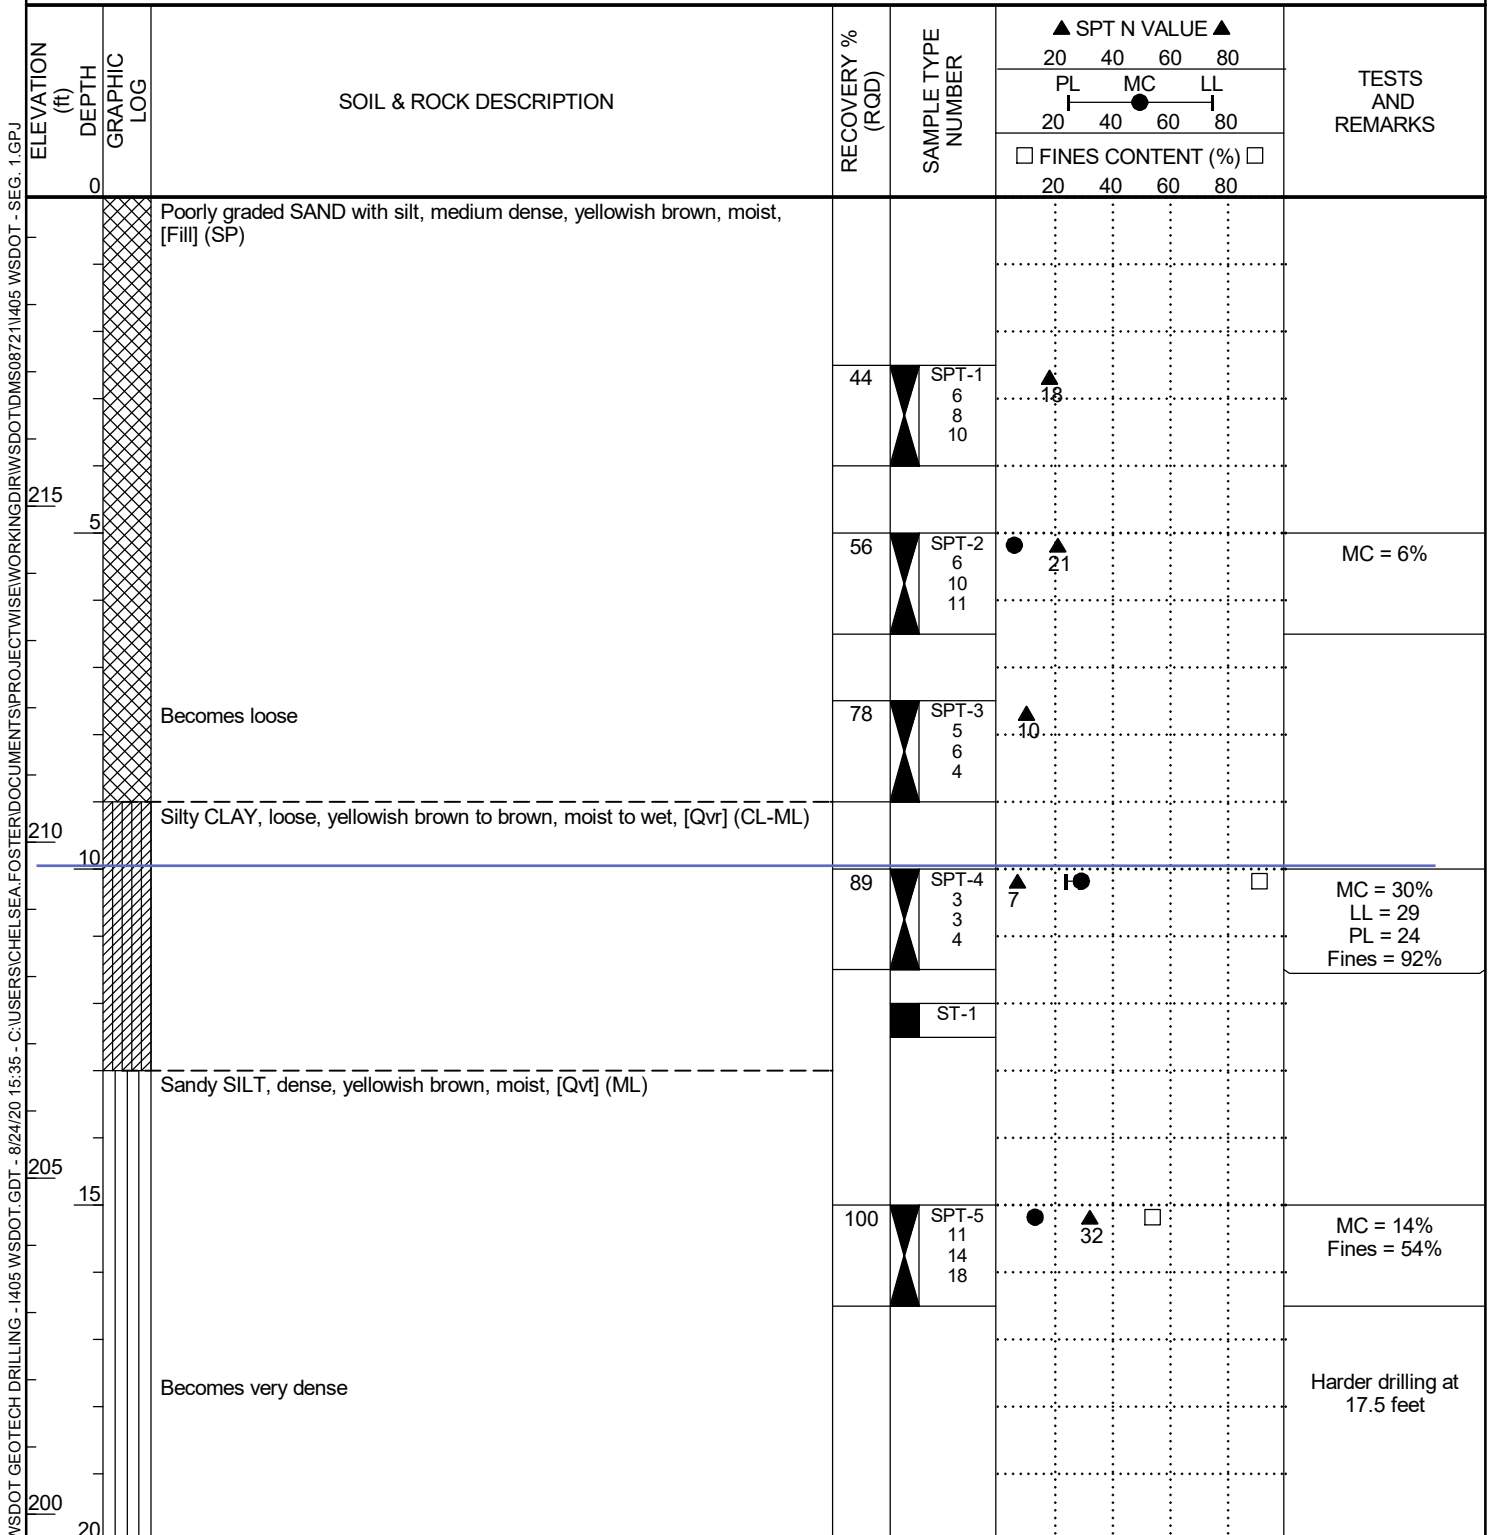 ELEVATION
(ft)
DEPTH
GRAPHIC
LOG
SOIL & ROCK DESCRIPTION
RECOVERY %
(RQD)
SAMPLE TYPE
NUMBER
▲ SPT N VALUE ▲
20 40 60 80
PL MC LL
20 40 60 80
□ FINES CONTENT (%) □
20 40 60 80
TESTS
AND
REMARKS
0
Poorly graded SAND with silt, medium dense, yellowish brown, moist,
[Fill] (SP)
44
SPT-1
6
8
10
18
215
5
56
SPT-2
6
10
11
21
MC = 6%
Becomes loose
78
SPT-3
5
6
4
10
Silty CLAY, loose, yellowish brown to brown, moist to wet, [Qvr] (CL-ML)
210
10
89
SPT-4
3
3
4
7
MC = 30%
LL = 29
PL = 24
Fines = 92%
ST-1
Sandy SILT, dense, yellowish brown, moist, [Qvt] (ML)
205
15
100
SPT-5
11
14
18
32
MC = 14%
Fines = 54%
Becomes very dense
Harder drilling at
17.5 feet
200
20
WSDOT GEOTECH DRILLING - I405 WSDOT.GDT - 8/24/20 15:35 - C:\USERS\CHELSEA.FOSTER\DOCUMENTS\PROJECTWISE\WORKINGDIR\WSDOT\DMS08721\I405 WSDOT - SEG. 1.GPJ